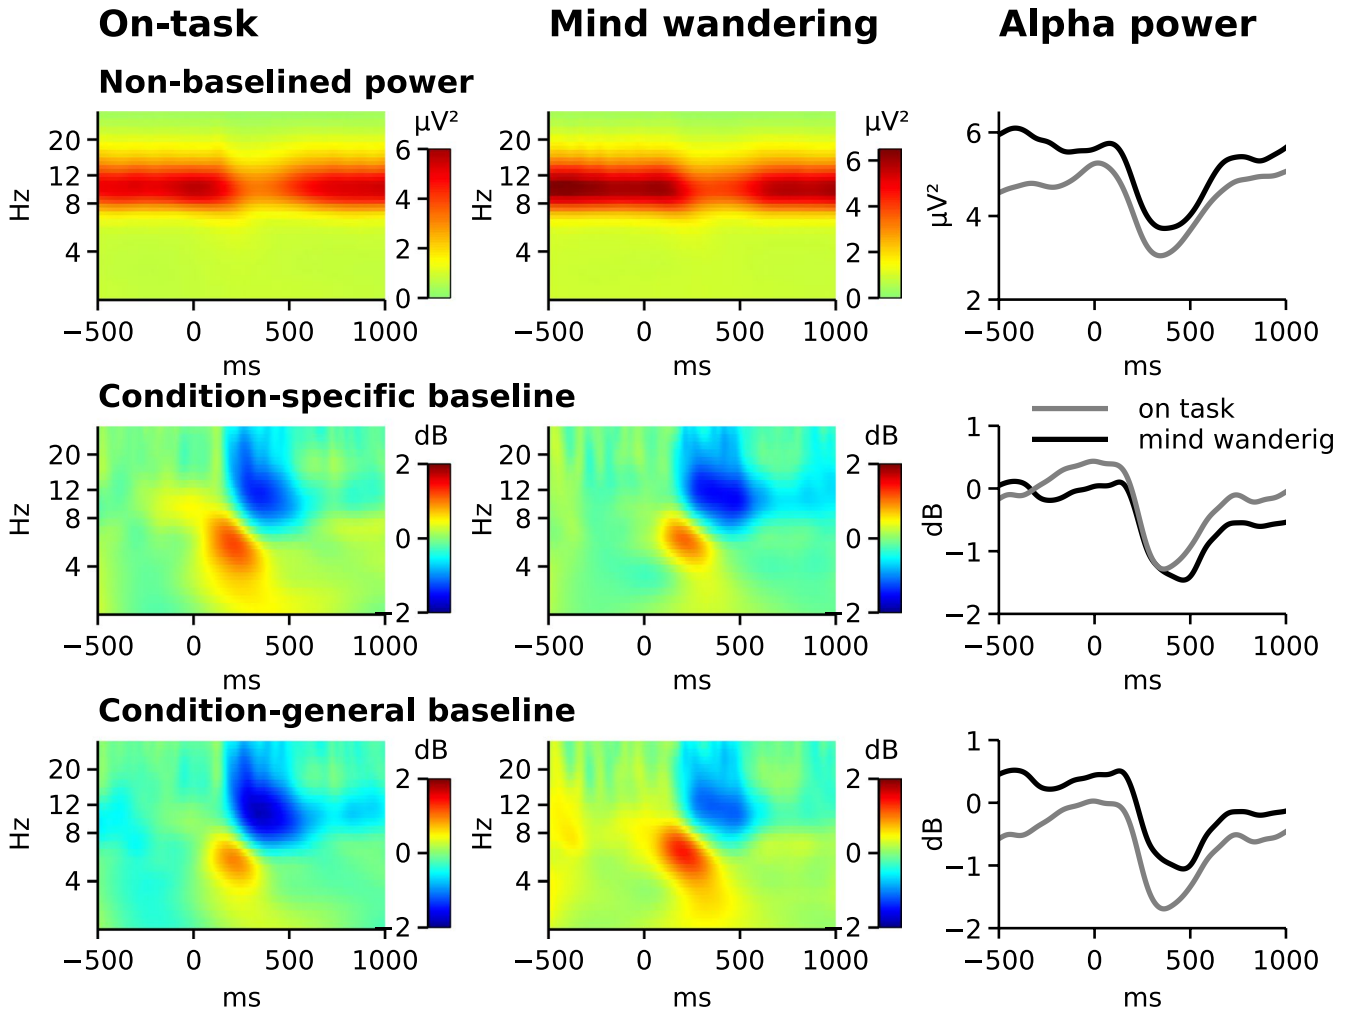 On-task Mind wandering Alpha power
Non-baselined power
μV² μV²
20 12 8 4 Hz
6 4 2 0
20 12 8 4 Hz
6 4 2 0
6 4 2 μV²
−500 0 500 1000 −500 0 500 1000 −500 0 500 1000
ms ms ms
Condition-specific baseline
on task
mind wanderig
dB dB
20 12 8 4 Hz
2 0 −2
20 12 8 4 Hz
2 0 −2
1 0 −1 −2 dB
−500 0 500 1000 −500 0 500 1000 −500 0 500 1000
ms ms ms
Condition-general baseline
dB dB
20 12 8 4 Hz
2 0 −2
20 12 8 4 Hz
2 0 −2
1 0 −1 −2 dB
−500 0 500 1000 −500 0 500 1000 −500 0 500 1000
ms ms ms